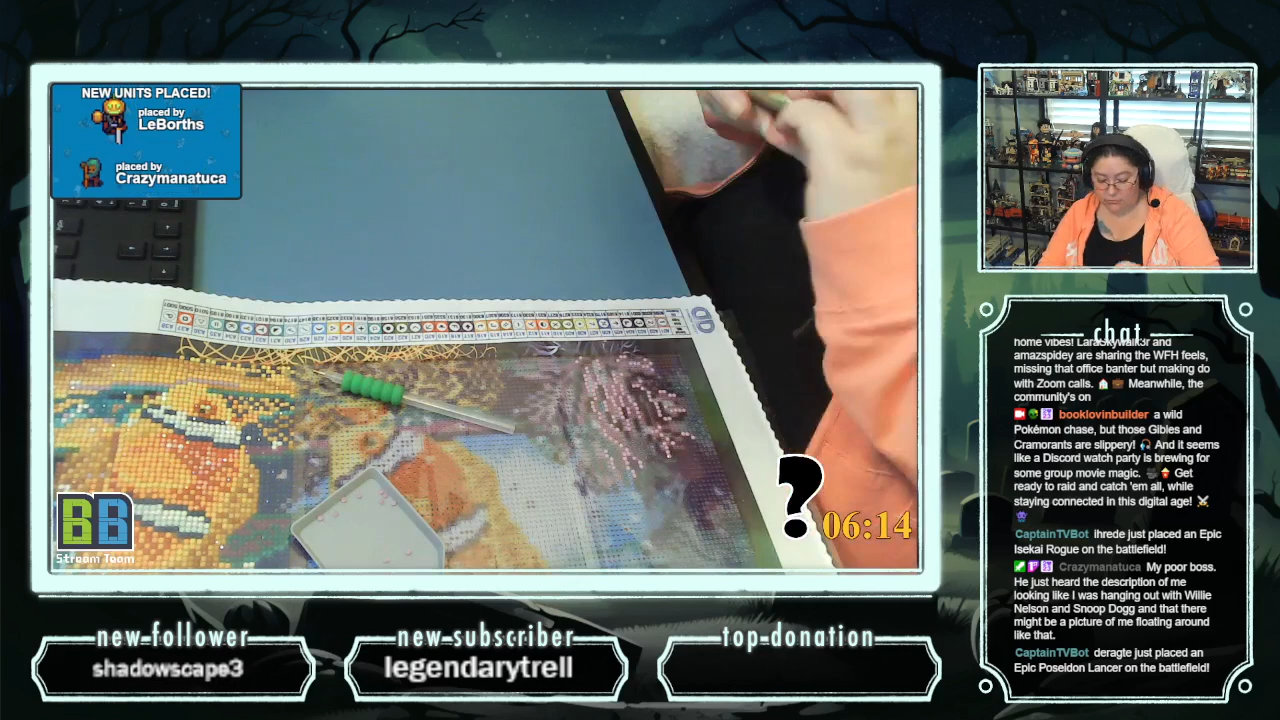 NEW UNITS PLACED!
placed by
LeBorths
placed by
Crazymanatuca
BB
Stream Team
?
06:14
chat
home vibes! LaraSkywalk3r and
amazspidey are sharing the WFH feels,
missing that office banter but making do
with Zoom calls. 🏠 💼 Meanwhile, the
community's on
booklovinbuilder a wild
Pokémon chase, but those Gibles and
Cramorants are slippery! 🎧 And it seems
like a Discord watch party is brewing for
some group movie magic. 🎥 🍿 Get
ready to raid and catch 'em all, while
staying connected in this digital age! ⚔️
👾
CaptainTVBot lhrede just placed an Epic
Isekai Rogue on the battlefield!
Crazymanatuca My poor boss.
He just heard the description of me
looking like I was hanging out with Willie
Nelson and Snoop Dogg and that there
might be a picture of me floating around
like that.
CaptainTVBot deragte just placed an
Epic Poseidon Lancer on the battlefield!
new follower
shadowscape3
new subscriber
legendarytrell
top donation